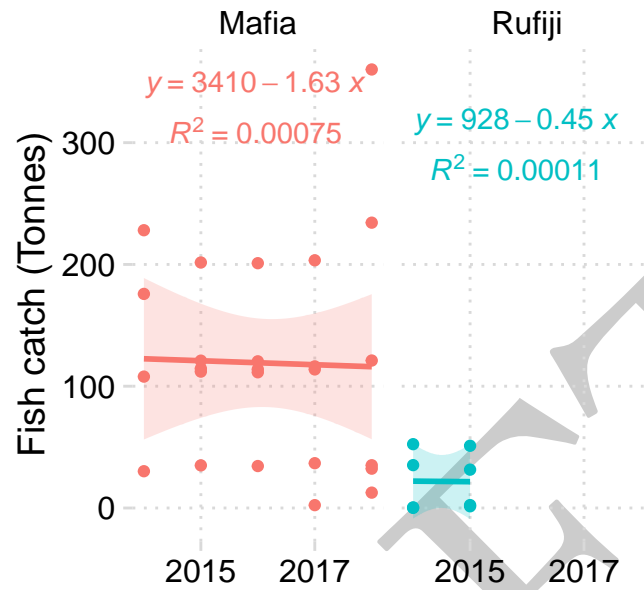 Mafia Rufiji
y = 3410 – 1.63 x
R² = 0.00075
y = 928 – 0.45 x
R² = 0.00011
Fish catch (Tonnes)
300
200
100
0
2015 2017 2015 2017